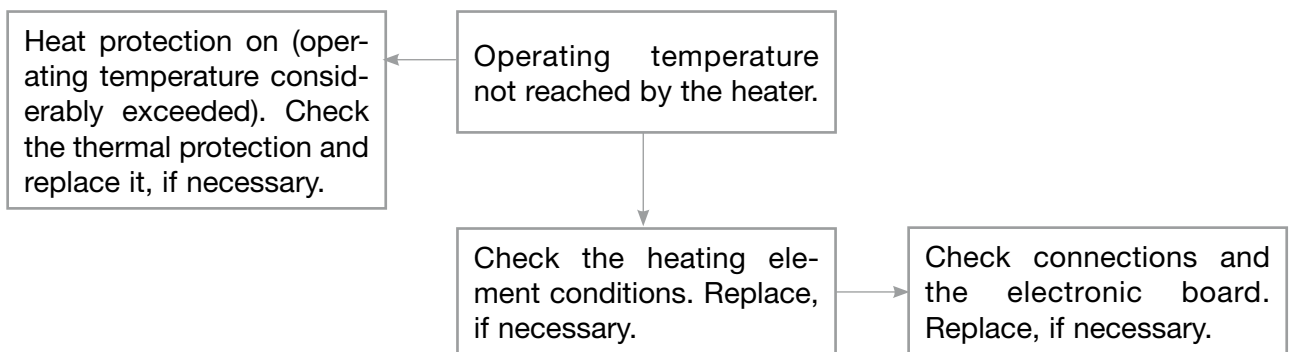 Heat protection on (oper-
ating temperature consid-
erably exceeded). Check
the thermal protection and
replace it, if necessary.
Operating temperature
not reached by the heater.
Check the heating ele-
ment conditions. Replace,
if necessary.
Check connections and
the electronic board.
Replace, if necessary.